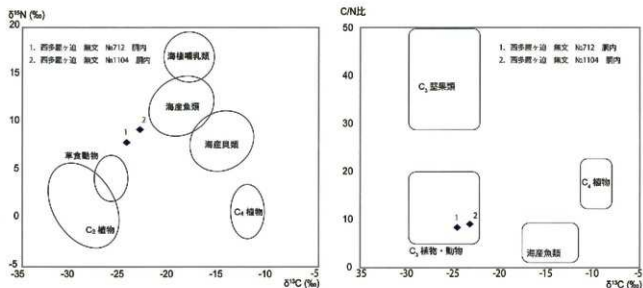 δ¹⁵N (‰)
20
15
10
5
0
-5
1. 西多羅ヶ迫 無文 №712 胴内
2. 西多羅ヶ迫 無文 №1104 胴内
海棲哺乳類
海産魚類
海産貝類
1
2
草食動物
C₃ 植物
C₄ 植物
-35 -30 -25 -20 -15 -10 -5
δ¹³C (‰)
C/N比
50
40
30
20
10
0
1. 西多羅ヶ迫 無文 №712 胴内
2. 西多羅ヶ迫 無文 №1104 胴内
C₃ 堅果類
C₄ 植物
1 2
C₃ 植物・動物
海産魚類
35 -30 -25 -20 -15 -10 -5
δ¹³C (‰)